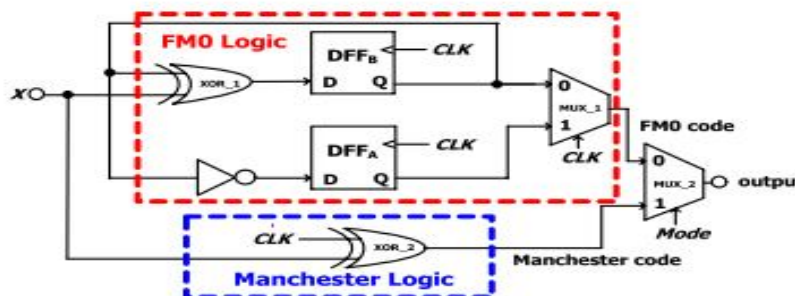 FM0 Logic
DFFB
CLK
XOR_1
D
Q
X
0
MUX_1
1
CLK
FM0 code
DFFA
CLK
D
Q
0
MUX_2
1
output
Mode
CLK
XOR_2
Manchester code
Manchester Logic